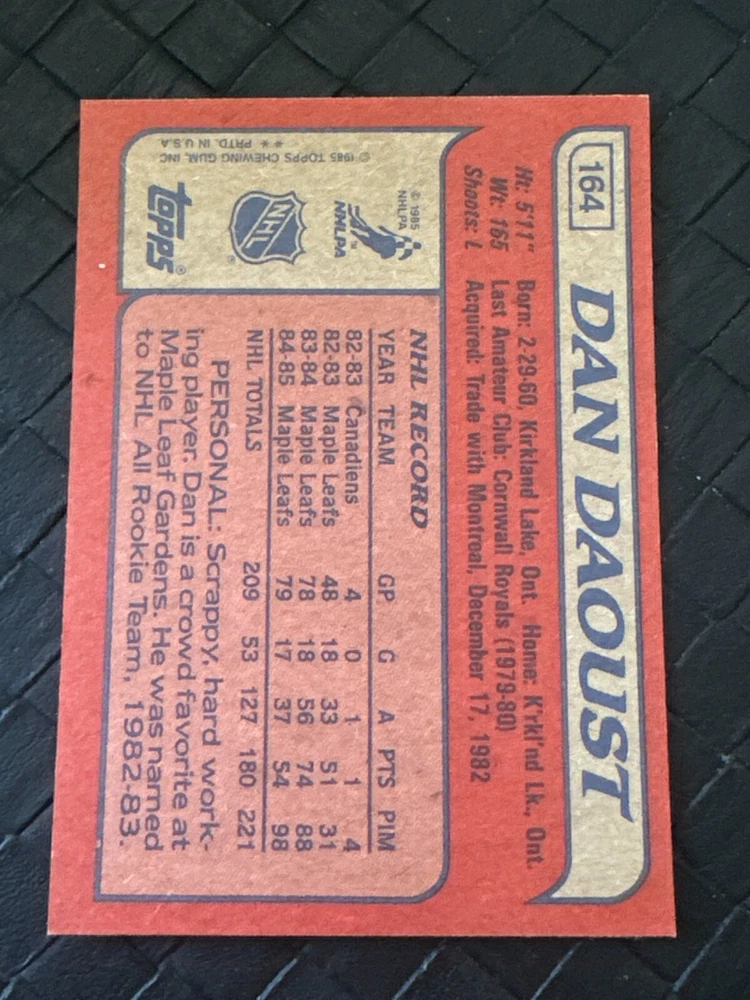 164
DAN DAOUST
Ht: 5'11" Born: 2-29-60, Kirkland Lake, Ont. Home: K'rkl'nd Lk., Ont.
Wt: 165 Last Amateur Club: Cornwall Royals (1979-80)
Shoots: L Acquired: Trade with Montreal, December 17, 1982
© 1985
NHLPA
NHLPA
TM
NHL
®
topps®
© 1985 TOPPS CHEWING GUM, INC
** PRTD. IN U.S.A
NHL RECORD
YEAR TEAM GP G A PTS PIM
82-83 Canadiens 4 0 1 1 4
82-83 Maple Leafs 48 18 33 51 31
83-84 Maple Leafs 78 18 56 74 88
84-85 Maple Leafs 79 17 37 54 98
NHL TOTALS 209 53 127 180 221
PERSONAL: Scrappy, hard work-
ing player, Dan is a crowd favorite at
Maple Leaf Gardens. He was named
to NHL All Rookie Team, 1982-83.